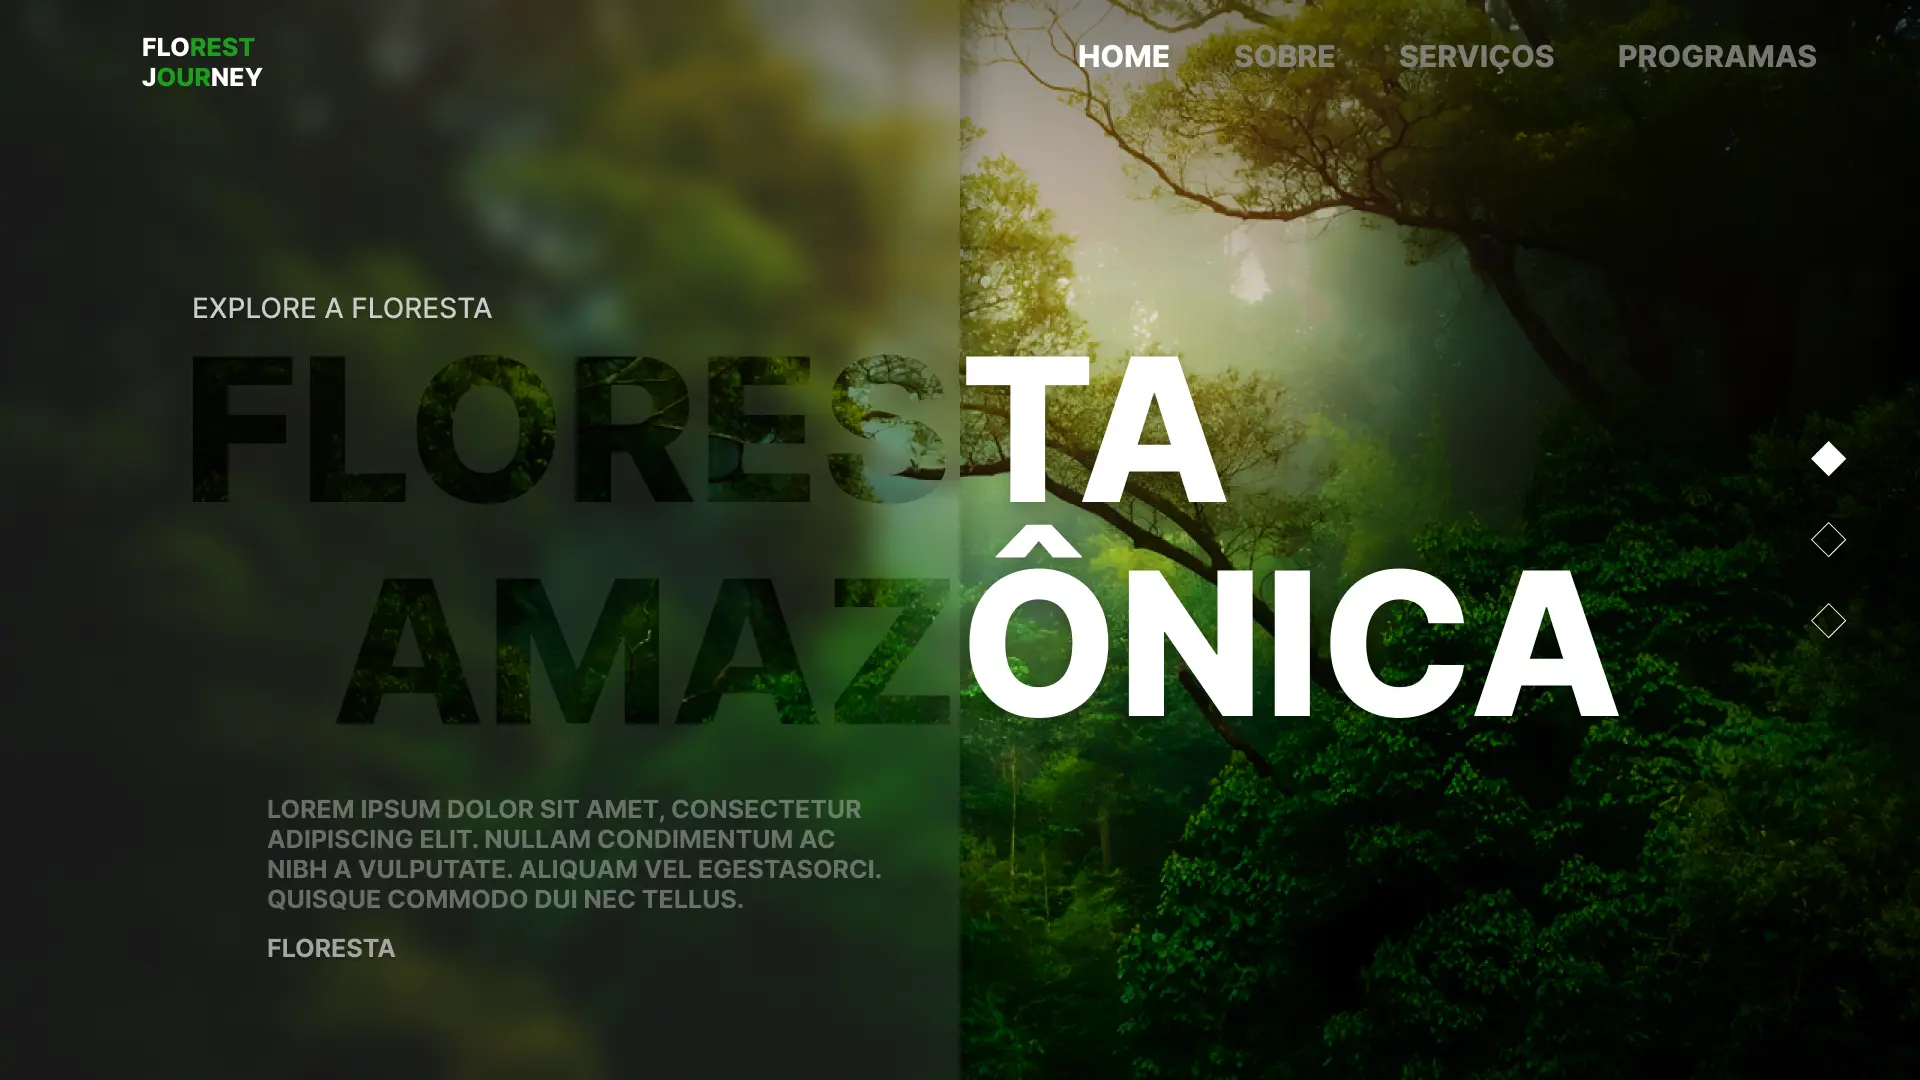 FLOREST
JOURNEY
HOME SOBRE SERVIÇOS PROGRAMAS
EXPLORE A FLORESTA
FLORESTA
AMAZÔNICA
LOREM IPSUM DOLOR SIT AMET, CONSECTETUR
ADIPISCING ELIT. NULLAM CONDIMENTUM AC
NIBH A VULPUTATE. ALIQUAM VEL EGESTASORCI.
QUISQUE COMMODO DUI NEC TELLUS.
FLORESTA